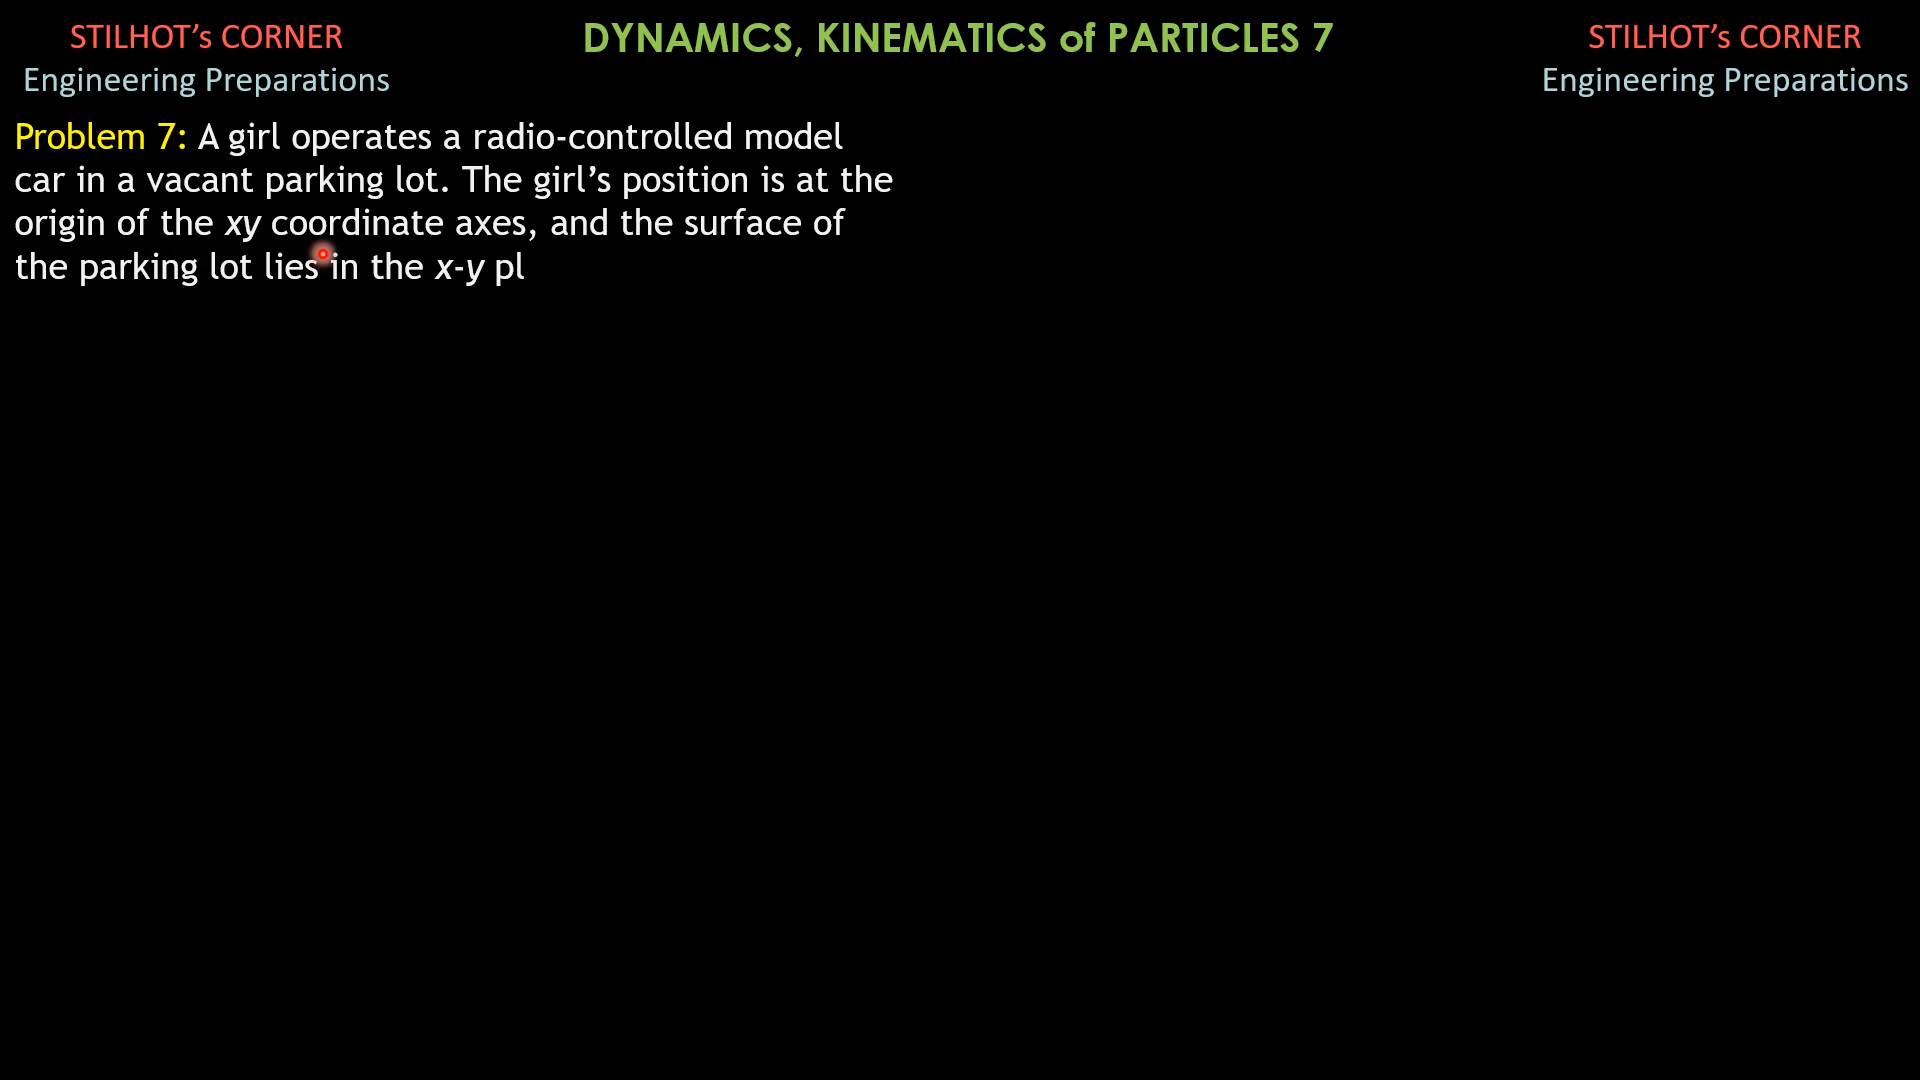 STILHOT’s CORNER
Engineering Preparations
DYNAMICS, KINEMATICS of PARTICLES 7
STILHOT’s CORNER
Engineering Preparations
Problem 7: A girl operates a radio-controlled model
car in a vacant parking lot. The girl’s position is at the
origin of the xy coordinate axes, and the surface of
the parking lot lies in the x-y pl